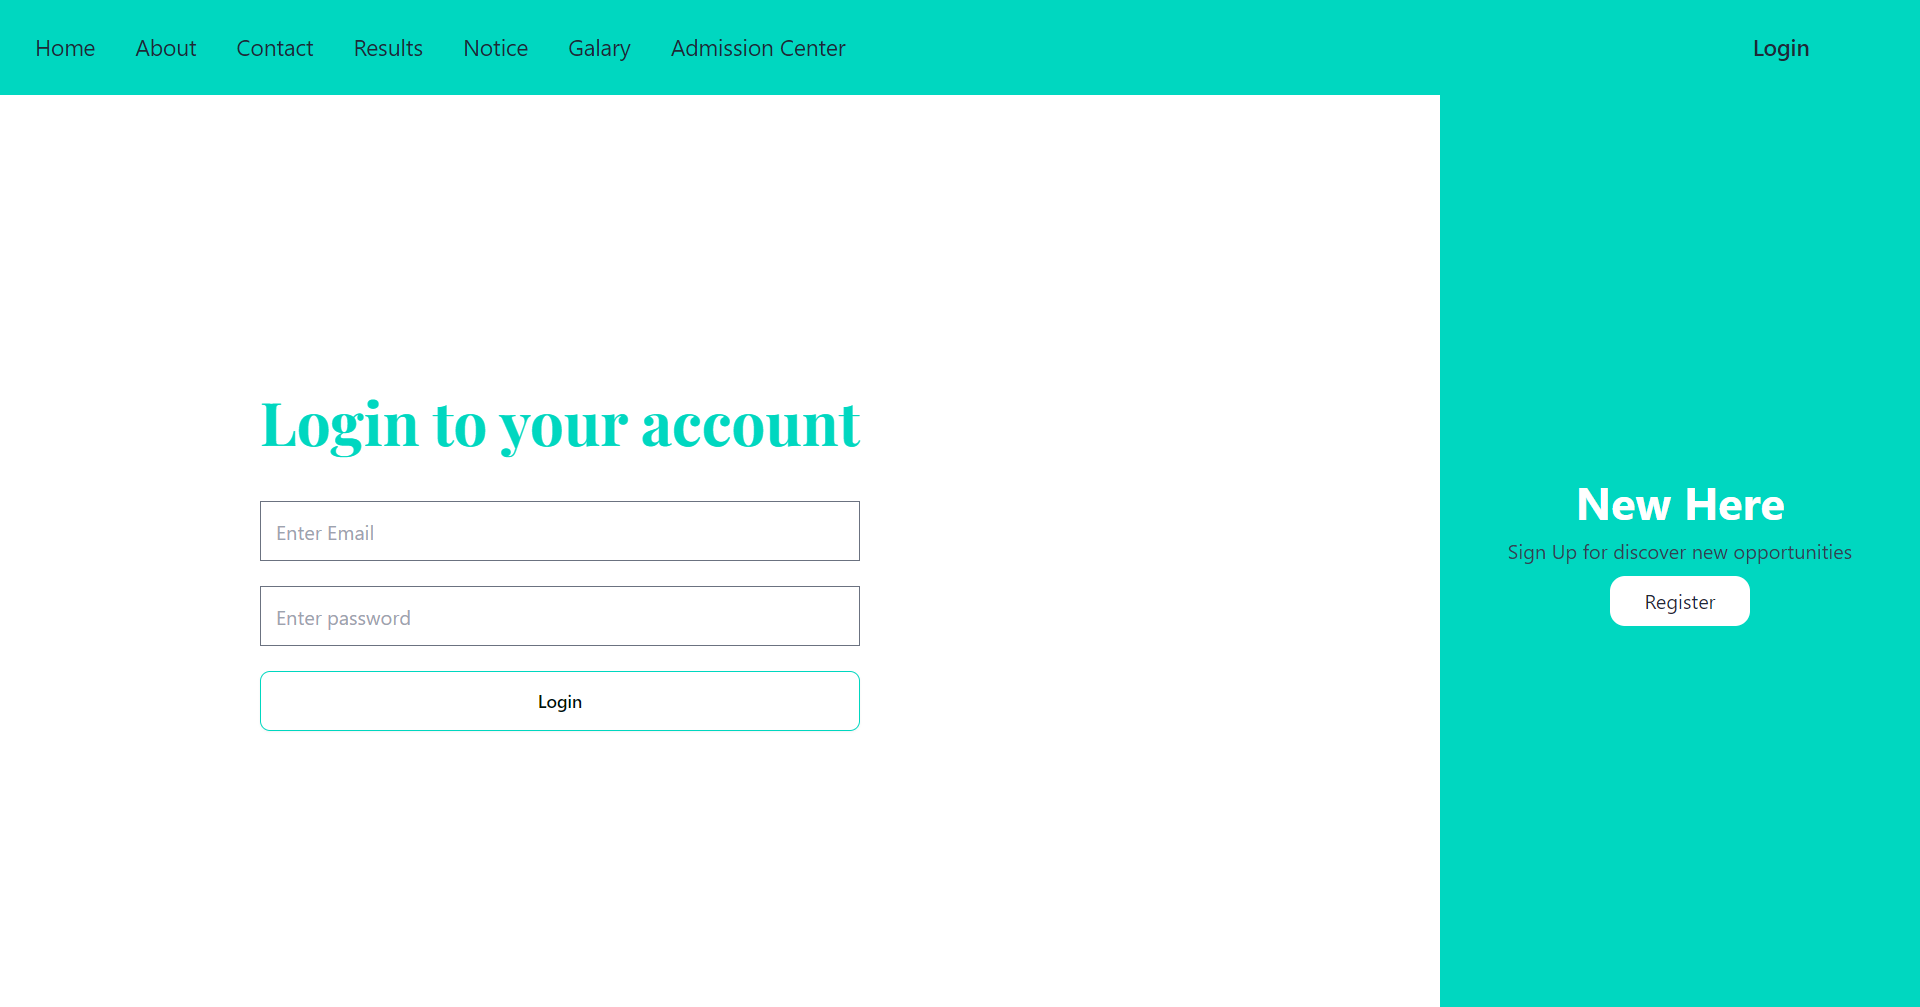 Home About Contact Results Notice Galary Admission Center Login
Login to your account
Enter Email
Enter password
Login
New Here
Sign Up for discover new opportunities
Register